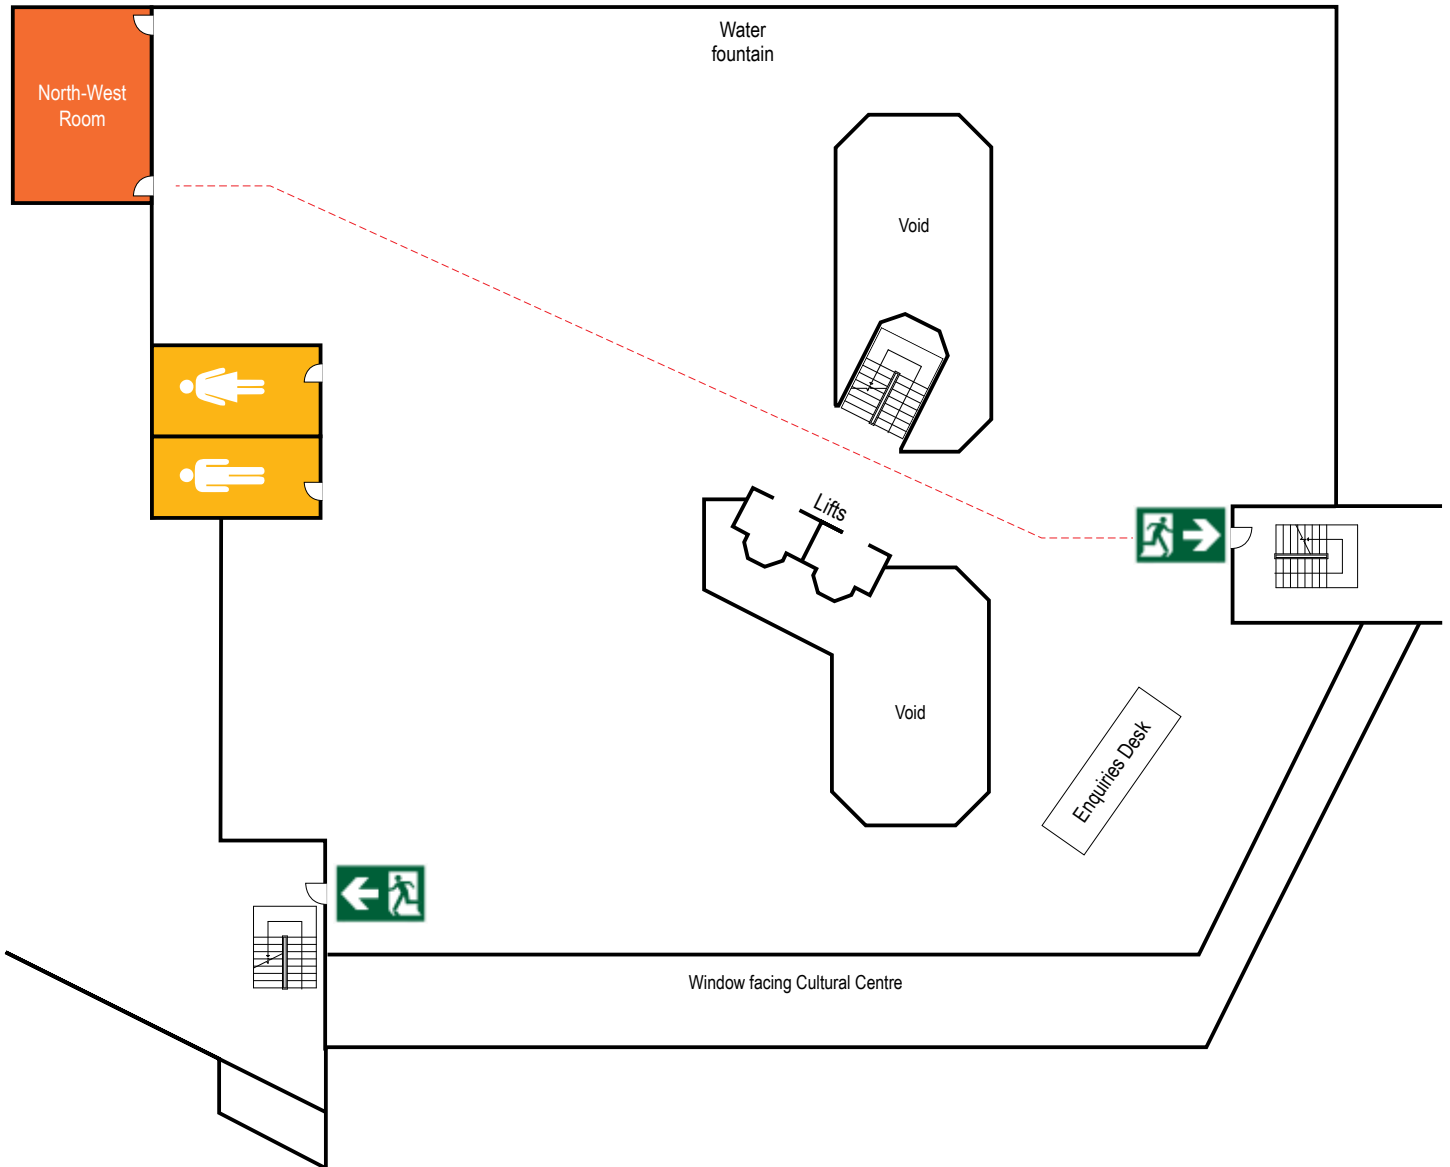 Water
fountain
North-West
Room
Void
Lifts
Void
Enquiries Desk
Window facing Cultural Centre